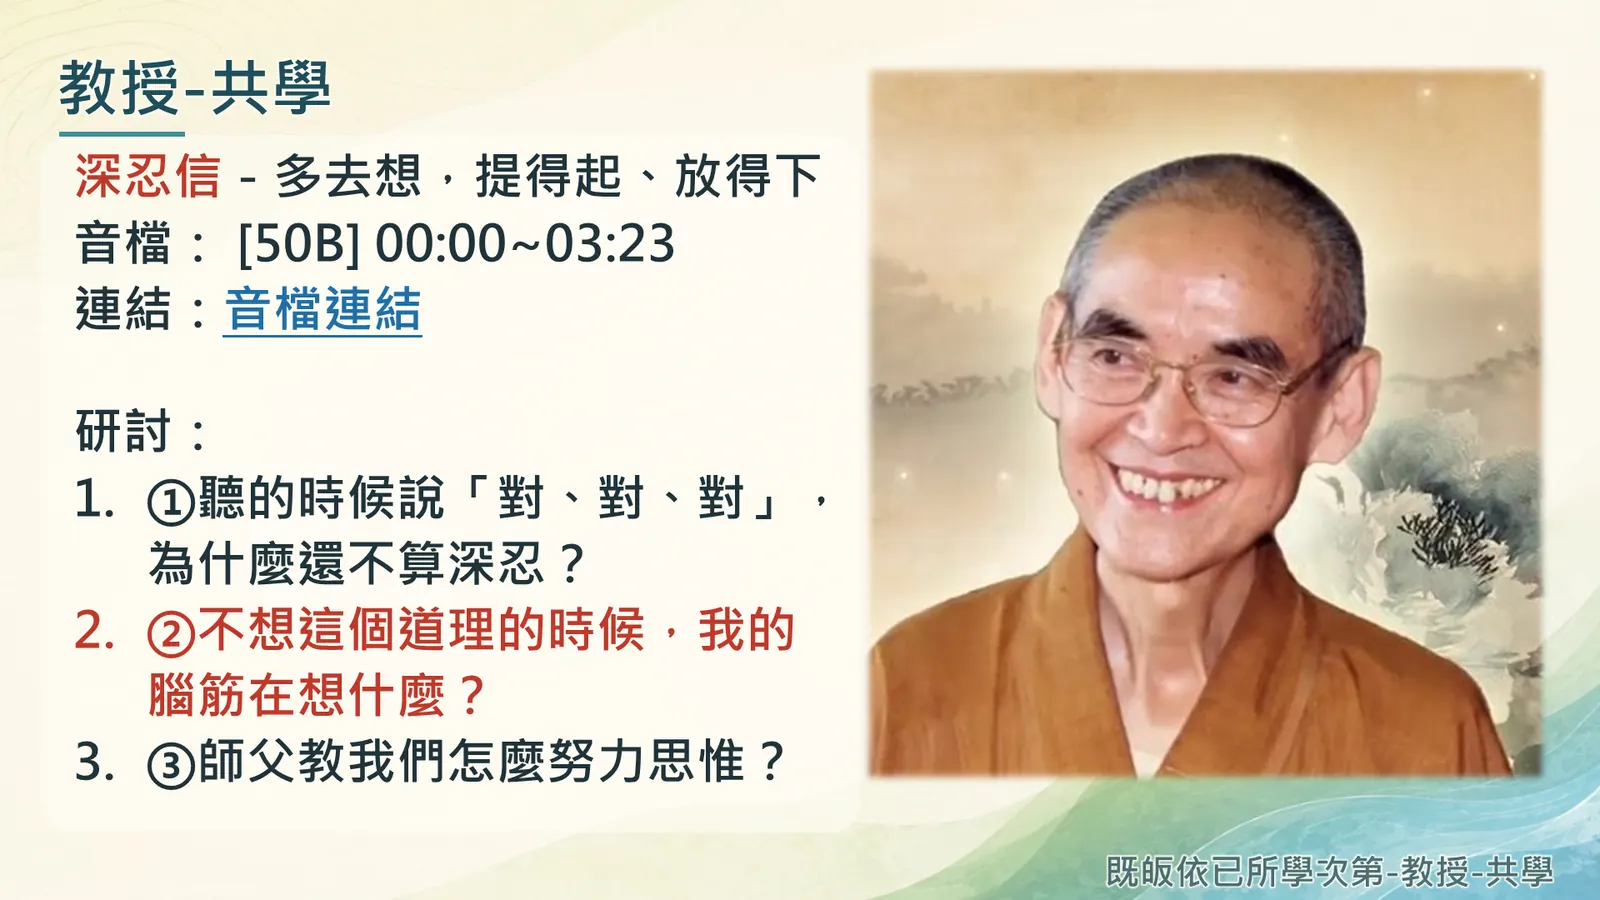 教授-共學
深忍信 - 多去想，提得起、放得下
音檔： [50B] 00:00~03:23
連結：音檔連結
研討：
1. ①聽的時候說「對、對、對」，
為什麼還不算深忍？
2. ②不想這個道理的時候，我的
腦筋在想什麼？
3. ③師父教我們怎麼努力思惟？
既皈依已所學次第-教授-共學